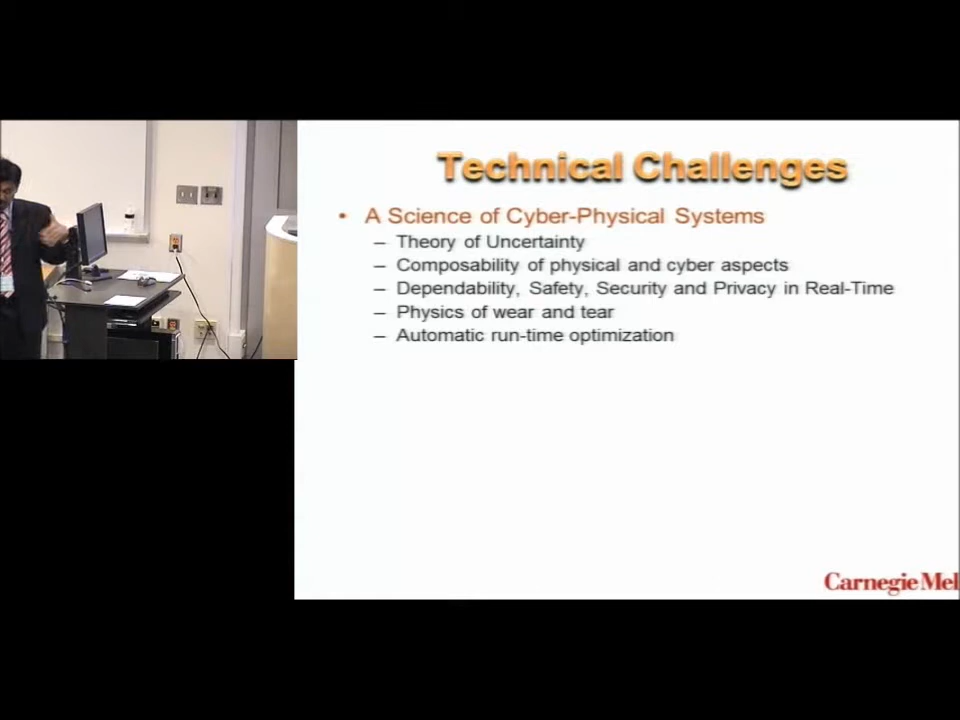 Technical Challenges
• A Science of Cyber-Physical Systems
– Theory of Uncertainty
– Composability of physical and cyber aspects
– Dependability, Safety, Security and Privacy in Real-Time
– Physics of wear and tear
– Automatic run-time optimization
Carnegie Mel